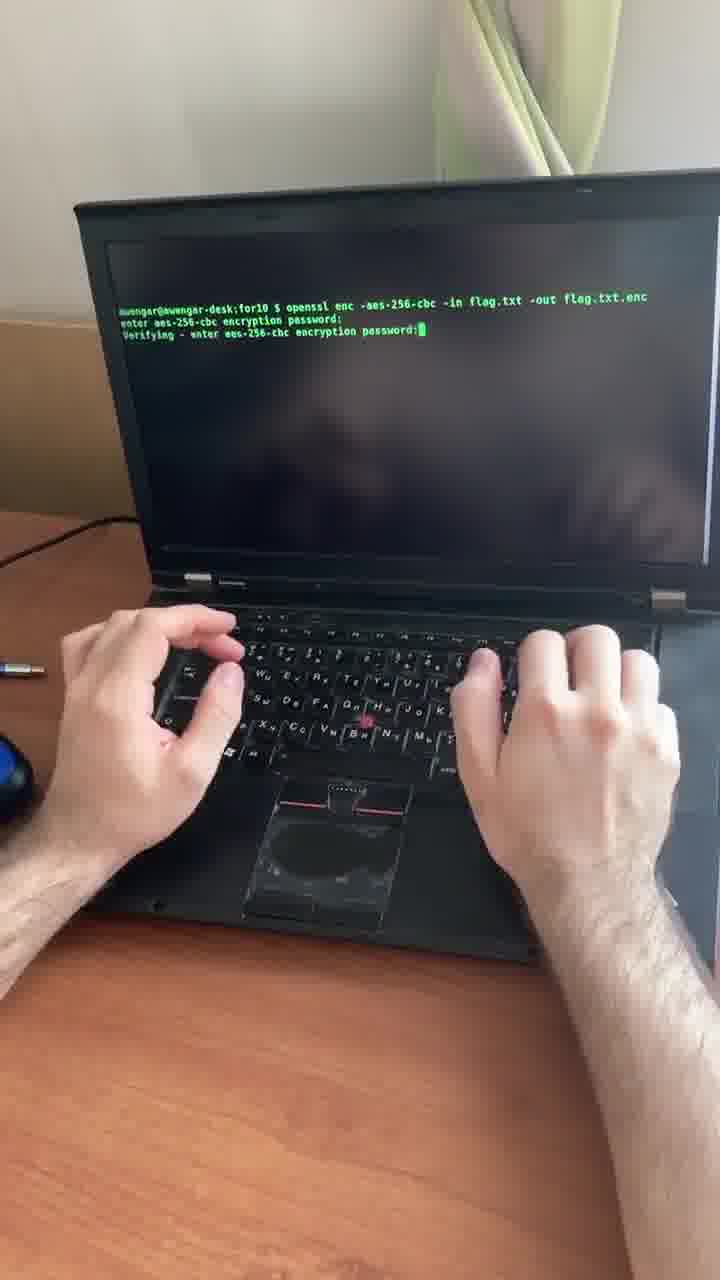 awengar@awengar-desk:for10 $ openssl enc -aes-256-cbc -in flag.txt -out flag.txt.enc
enter aes-256-cbc encryption password:
Verifying - enter aes-256-cbc encryption password: